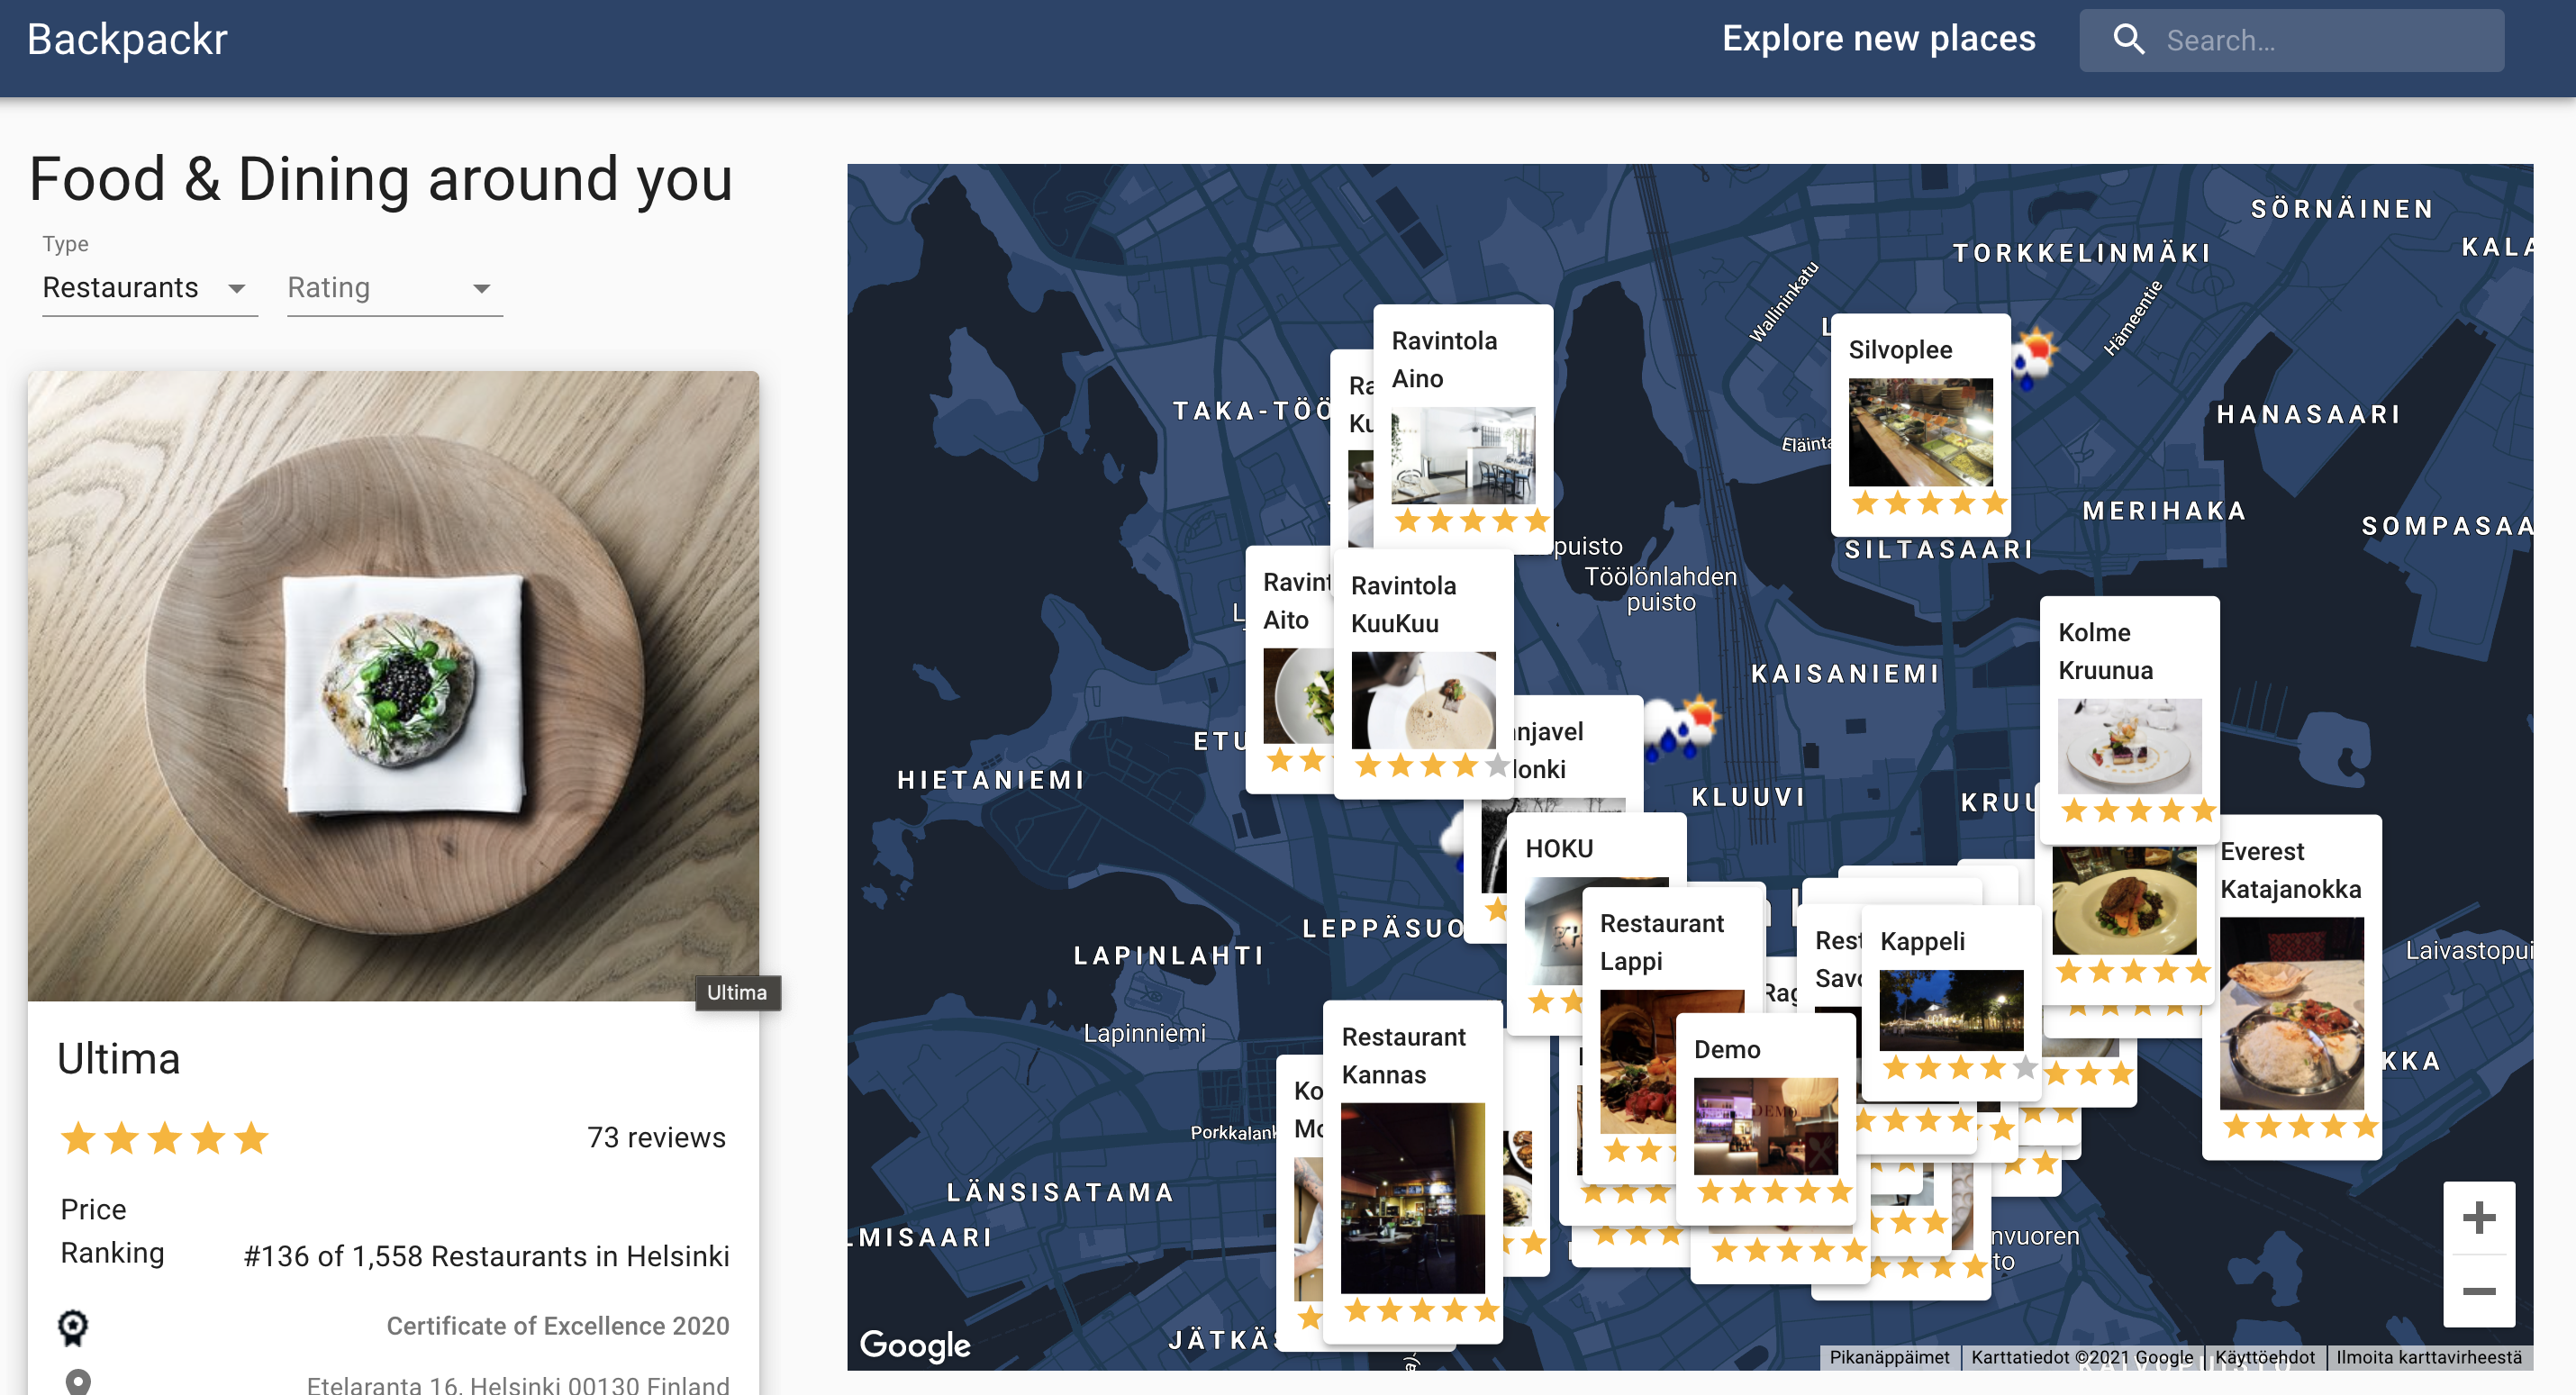 Backpackr
Explore new places
Search...
Food & Dining around you
Type
Restaurants
Rating
Ultima
Ultima
73 reviews
Price
Ranking
#136 of 1,558 Restaurants in Helsinki
Certificate of Excellence 2020
Etelaranta 16, Helsinki 00130 Finland
SÖRNÄINEN
TORKKELINMÄKI
KALA
Wallininkatu
Hämeentie
Ravintola
Aino
Ra
Ku
Silvoplee
TAKA-TÖÖ
HANASAARI
Eläinta
MERIHAKA
SOMPASAA
SILTASAARI
puisto
Töölönlahden
puisto
Ravint
Aito
Ravintola
KuuKuu
Kolme
Kruunua
KAISANIEMI
njavel
lonki
ETU
HIETANIEMI
KLUUVI
KRUU
HOKU
Everest
Katajanokka
LEPPÄSUO
Restaurant
Lappi
Rest
Savo
Kappeli
LAPINLAHTI
Laivastopui
Rag
Lapinniemi
Restaurant
Kannas
Demo
DEMO
KKA
Ko
Mo
Porkkalank
LÄNSISATAMA
LMISAARI
nvuoren
to
JÄTKÄS
Google
Pikanäppäimet
Karttatiedot ©2021 Google
Käyttöehdot
Ilmoita karttavirheestä